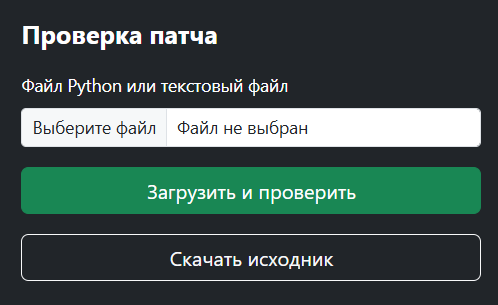 Проверка патча
Файл Python или текстовый файл
Выберите файл Файл не выбран
Загрузить и проверить
Скачать исходник